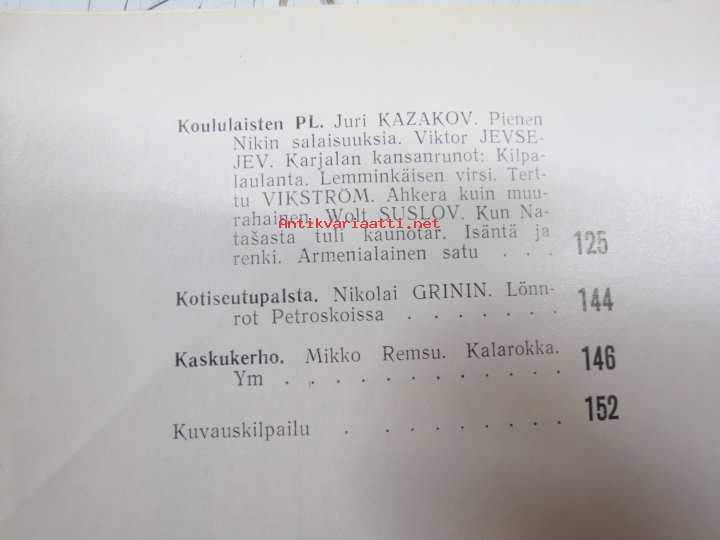 Koululaisten PL. Juri KAZAKOV. Pienen
Nikin salaisuuksia. Viktor JEVSE-
JEV. Karjalan kansanrunot: Kilpa-
laulanta. Lemminkäisen virsi. Tert-
tu VIKSTRÖM. Ahkera kuin muu-
rahainen. Wolt SUSLOV. Kun Na-
Antikvariaatti.net
tašasta tuli kaunotar. Isäntä ja
renki. Armenialainen satu . . . 125
Kotiseutupalsta. Nikolai GRININ. Lönn-
rot Petroskoissa . . . . . . . 144
Kaskukerho. Mikko Remsu. Kalarokka.
Ym . . . . . . . . . . . . 146
Kuvauskilpailu . . . . . . . . . 152